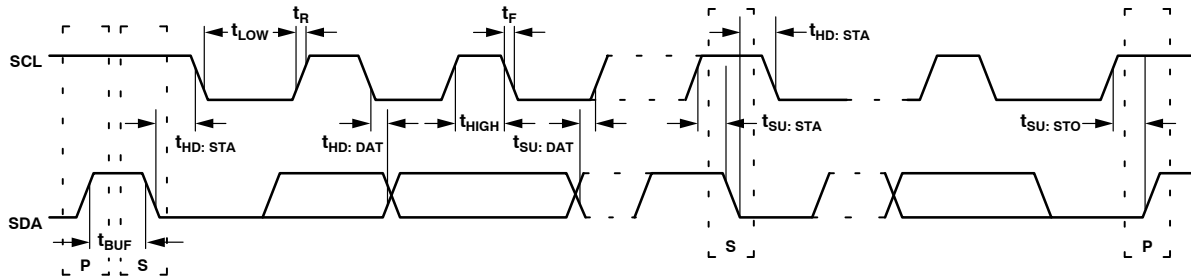 tLOW
tR
tF
tHD: STA
SCL
tHD: STA
tHD: DAT
tHIGH
tSU: DAT
tSU: STA
tSU: STO
SDA
tBUF
P
S
S
P